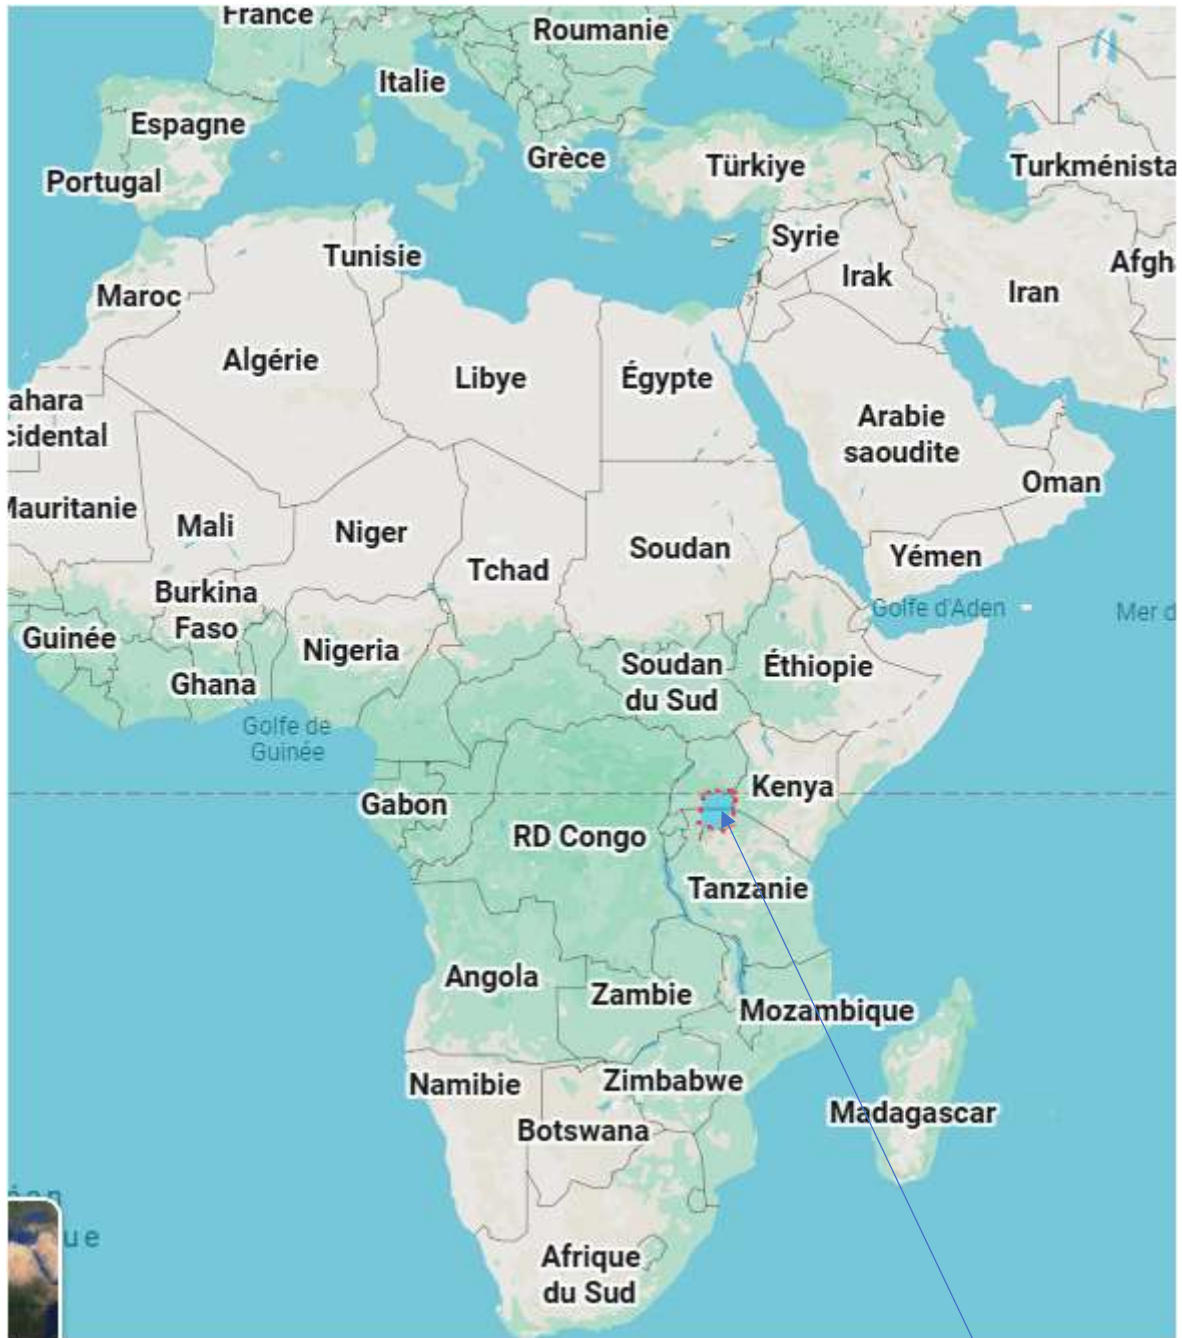 France
Roumanie
Italie
Espagne
Grèce
Türkiye
Portugal
Turkménista
Syrie
Tunisie
Irak
Afgh
Maroc
Iran
Algérie
Libye
Égypte
ahara
cidental
Arabie
saoudite
Oman
Mauritanie
Mali
Niger
Soudan
Yémen
Tchad
Burkina
Faso
Golfe d'Aden
Mer d
Guinée
Nigeria
Soudan
du Sud
Éthiopie
Ghana
Golfe de
Guinée
Kenya
Gabon
RD Congo
Tanzanie
Angola
Zambie
Mozambique
Namibie
Zimbabwe
Madagascar
Botswana
ue
Afrique
du Sud